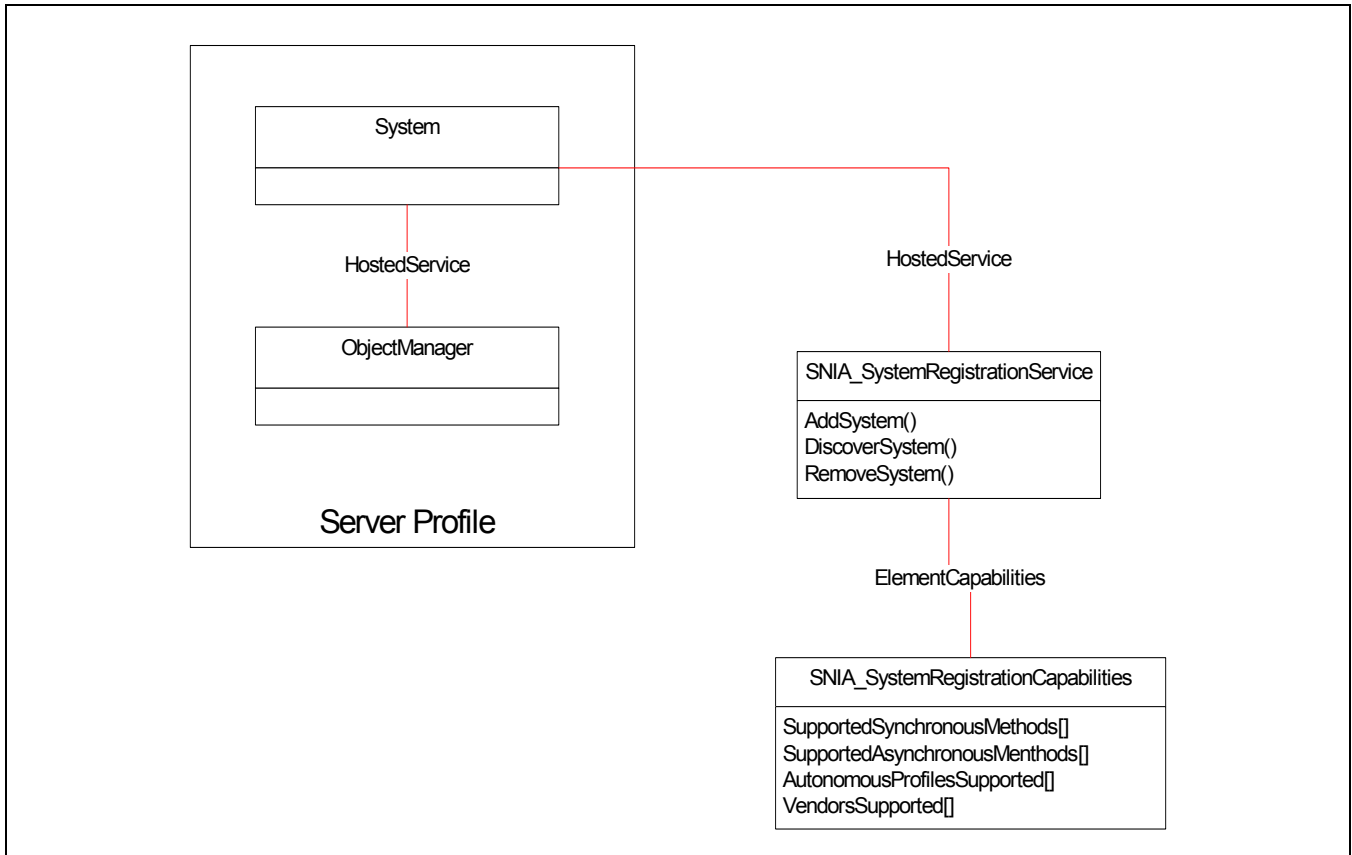 System
HostedService
ObjectManager
Server Profile
HostedService
SNIA_SystemRegistrationService
AddSystem()
DiscoverSystem()
RemoveSystem()
ElementCapabilities
SNIA_SystemRegistrationCapabilities
SupportedSynchronousMethods[]
SupportedAsynchronousMenthods[]
AutonomousProfilesSupported[]
VendorsSupported[]